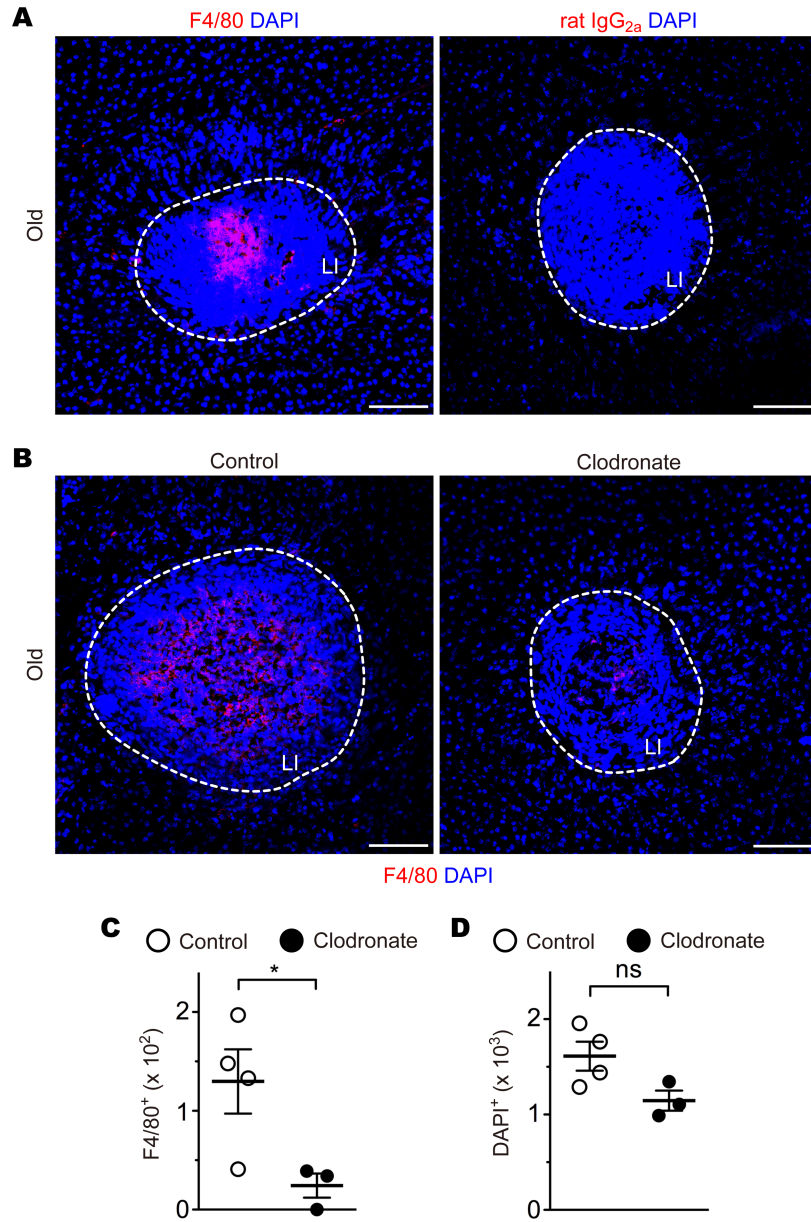 A
F4/80 DAPI
rat IgG2a DAPI
Old
LI
LI
B
Control
Clodronate
Old
LI
LI
F4/80 DAPI
C
Control
Clodronate
*
F4/80+ (x 10²)
2
1
0
D
Control
Clodronate
ns
DAPI+ (x 10³)
2
1
0